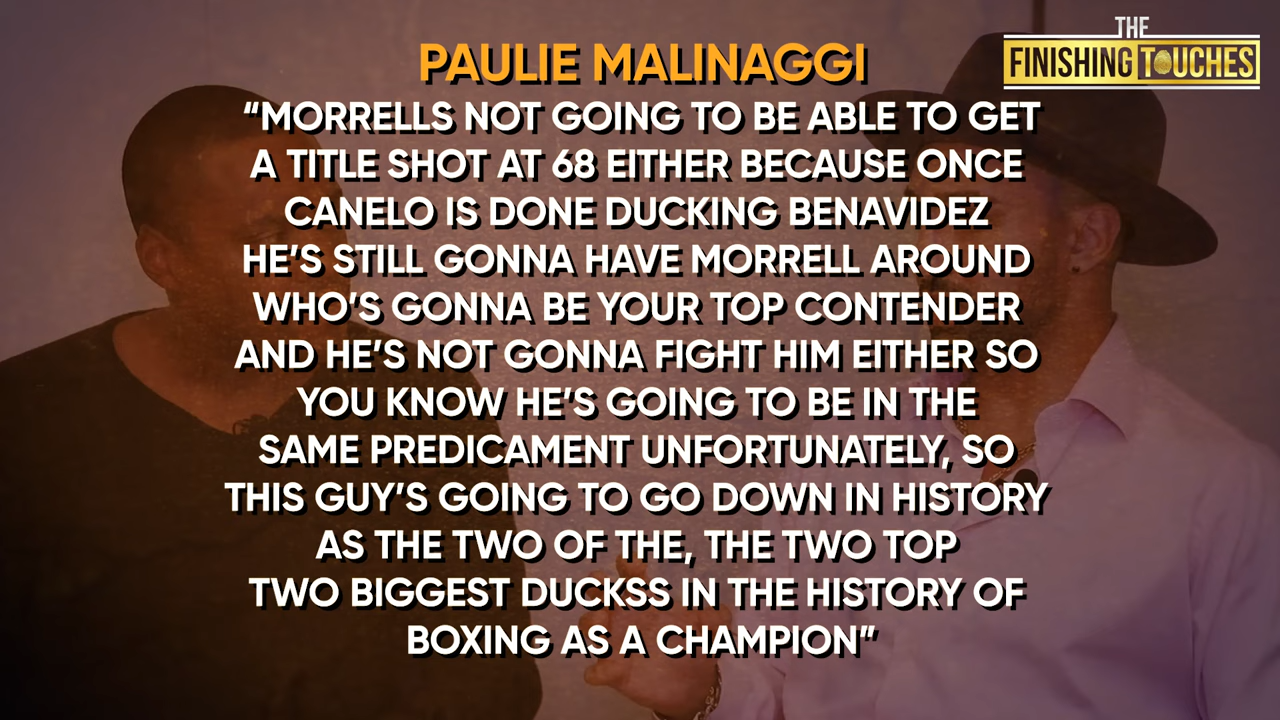 THE
FINISHING TOUCHES
PAULIE MALINAGGI
“MORRELLS NOT GOING TO BE ABLE TO GET
A TITLE SHOT AT 68 EITHER BECAUSE ONCE
CANELO IS DONE DUCKING BENAVIDEZ
HE’S STILL GONNA HAVE MORRELL AROUND
WHO’S GONNA BE YOUR TOP CONTENDER
AND HE’S NOT GONNA FIGHT HIM EITHER SO
YOU KNOW HE’S GOING TO BE IN THE
SAME PREDICAMENT UNFORTUNATELY, SO
THIS GUY’S GOING TO GO DOWN IN HISTORY
AS THE TWO OF THE, THE TWO TOP
TWO BIGGEST DUCKSS IN THE HISTORY OF
BOXING AS A CHAMPION”